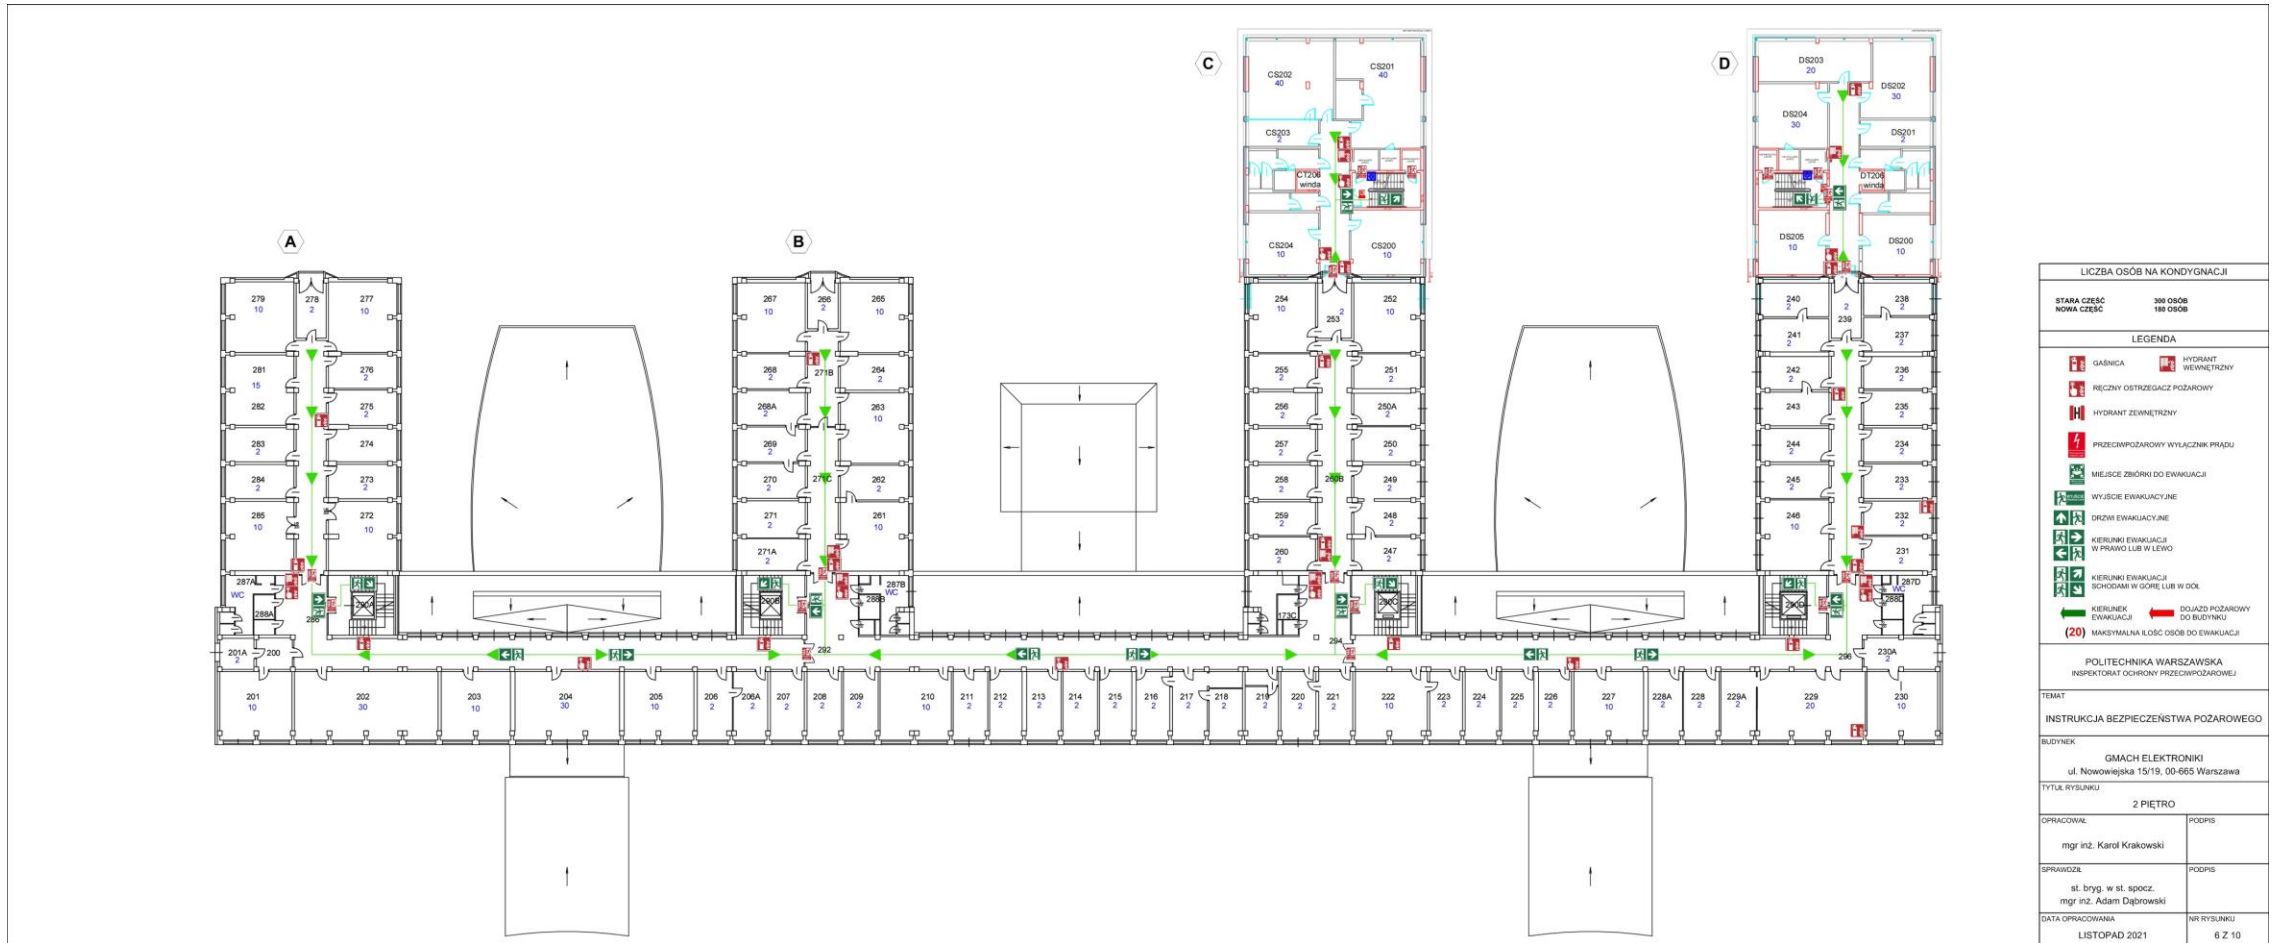 C
D
CS202
40
CS201
40
CS203
2
CT206
winda
CS204
10
CS200
10
DS203
20
DS202
30
DS204
30
DS201
2
DT206
winda
DS205
10
DS200
10
A
B
279
10
278
2
277
10
281
15
276
2
282
275
2
283
2
274
284
2
273
2
285
10
272
10
287A
WC
288A
286
290A
201A
2
200
267
10
266
2
265
10
268
2
271B
264
2
268A
2
263
10
269
2
270
2
271C
262
2
271
2
261
10
271A
2
290B
287B
WC
288B
292
254
10
2
253
252
10
255
2
251
2
256
2
250A
2
257
2
250
2
258
2
260B
249
2
259
2
248
2
260
2
247
2
173C
290C
294
240
2
2
239
238
2
241
2
237
2
242
2
236
2
243
235
2
244
2
234
2
245
2
233
2
246
10
232
2
231
2
290D
287D
WC
288D
298
230A
2
201
10
202
30
203
10
204
30
205
10
206
2
206A
2
207
2
208
2
209
2
210
10
211
2
212
2
213
2
214
2
215
2
216
2
217
2
218
2
219
2
220
2
221
2
222
10
223
2
224
2
225
2
226
2
227
10
228A
2
228
2
229A
2
229
20
230
10
LICZBA OSÓB NA KONDYGNACJI
STARA CZĘŚĆ 300 OSÓB
NOWA CZĘŚĆ 180 OSÓB
LEGENDA
GAŚNICA
HYDRANT
WEWNĘTRZNY
RĘCZNY OSTRZEGACZ POŻAROWY
HYDRANT ZEWNĘTRZNY
PRZECIWPOŻAROWY WYŁĄCZNIK PRĄDU
MIEJSCE ZBIÓRKI DO EWAKUACJI
WYJŚCIE EWAKUACYJNE
DRZWI EWAKUACYJNE
KIERUNKI EWAKUACJI
W PRAWO LUB W LEWO
KIERUNKI EWAKUACJI
SCHODAMI W GÓRĘ LUB W DÓŁ
KIERUNEK
EWAKUACJI
DOJAZD POŻAROWY
DO BUDYNKU
(20) MAKSYMALNA ILOŚĆ OSÓB DO EWAKUACJI
POLITECHNIKA WARSZAWSKA
INSPEKTORAT OCHRONY PRZECIWPOŻAROWEJ
TEMAT
INSTRUKCJA BEZPIECZEŃSTWA POŻAROWEGO
BUDYNEK
GMACH ELEKTRONIKI
ul. Nowowiejska 15/19, 00-665 Warszawa
TYTUŁ RYSUNKU
2 PIĘTRO
OPRACOWAŁ
PODPIS
mgr inż. Karol Krakowski
SPRAWDZIŁ
PODPIS
st. bryg. w st. spocz.
mgr inż. Adam Dąbrowski
DATA OPRACOWANIA
NR RYSUNKU
LISTOPAD 2021
6 Z 10